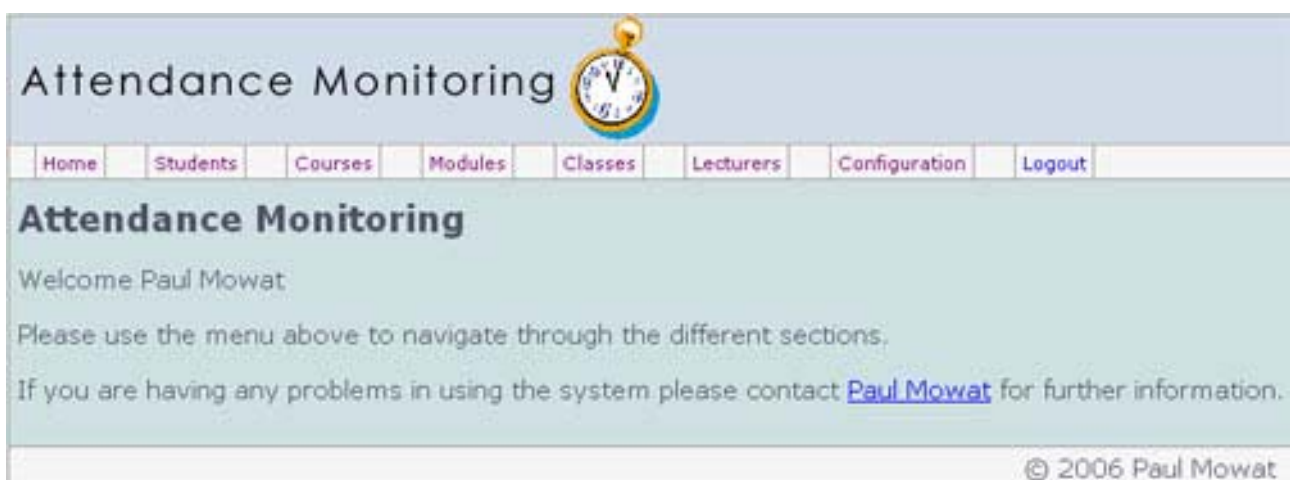 Attendance Monitoring
Home Students Courses Modules Classes Lecturers Configuration Logout
Attendance Monitoring
Welcome Paul Mowat
Please use the menu above to navigate through the different sections.
If you are having any problems in using the system please contact Paul Mowat for further information.
© 2006 Paul Mowat